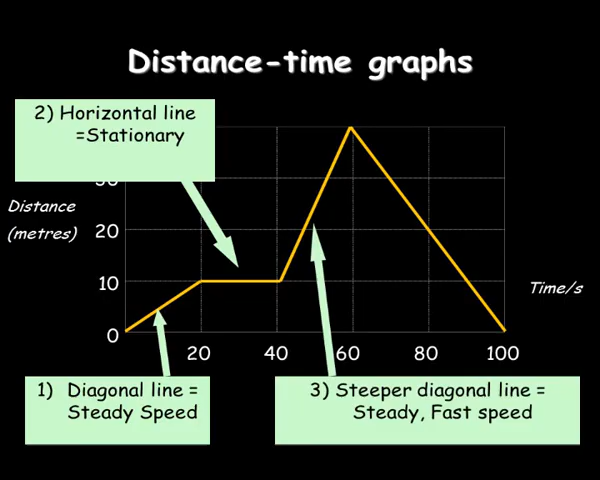 Distance-time graphs
2) Horizontal line
=Stationary
Distance
(metres)
20
10
0
20 40 60 80 100
Time/s
1) Diagonal line =
Steady Speed
3) Steeper diagonal line =
Steady, Fast speed